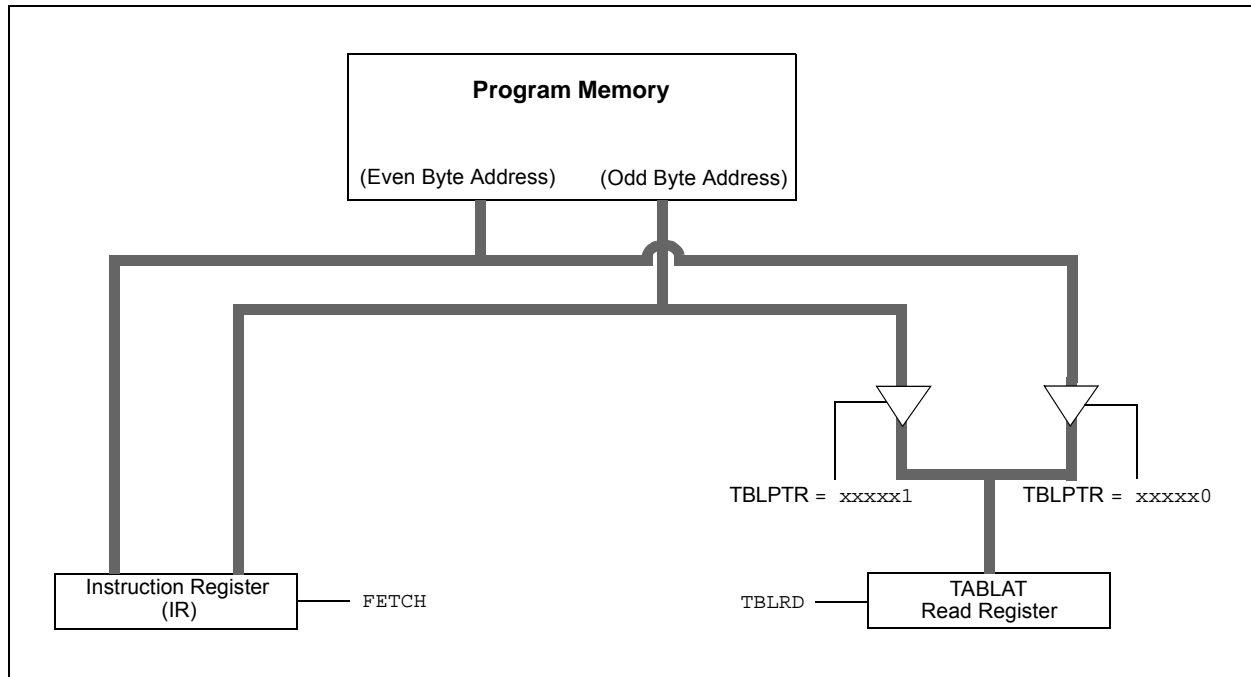 Program Memory
(Even Byte Address) (Odd Byte Address)
TBLPTR = xxxxx1 TBLPTR = xxxxx0
Instruction Register
(IR)
FETCH
TBLRD
TABLAT
Read Register